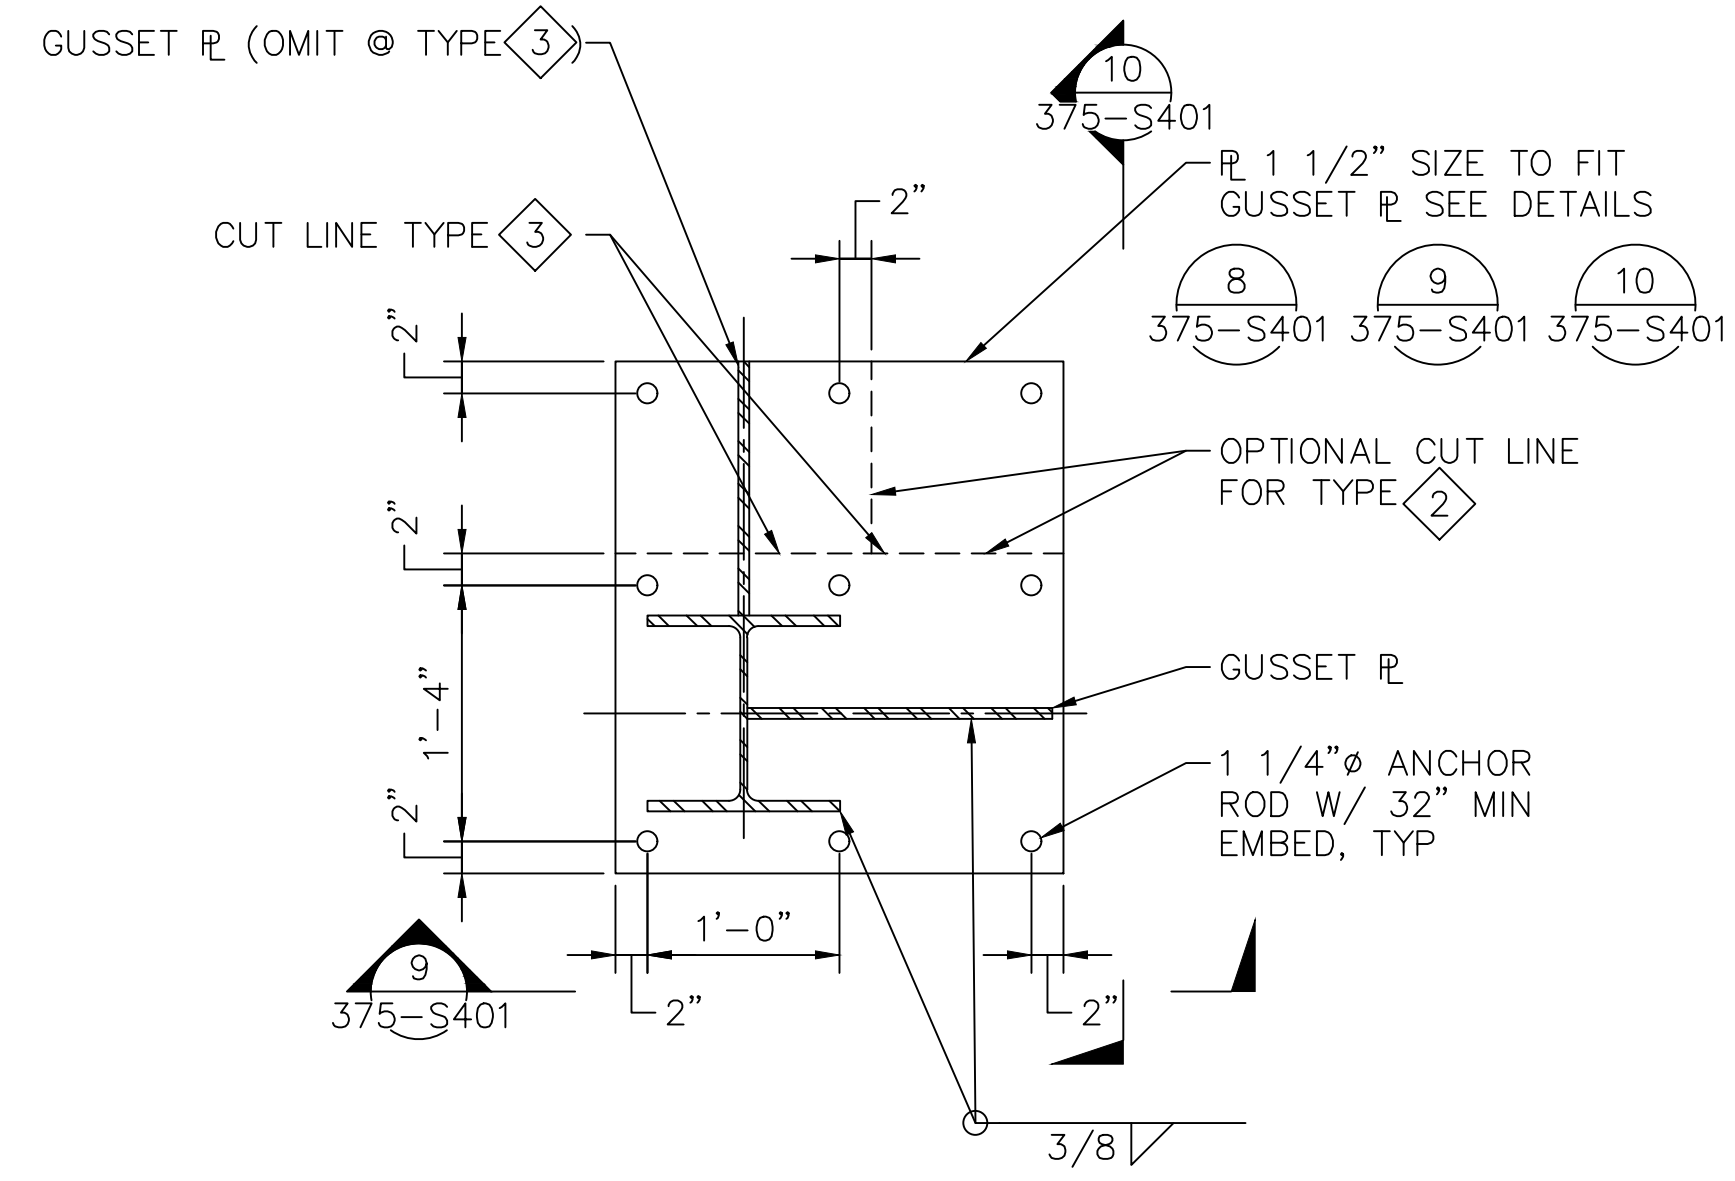 GUSSET ℄ (OMIT @ TYPE 3)
10
375-S401
℄ 1 1/2" SIZE TO FIT
GUSSET ℄ SEE DETAILS
8
375-S401
9
375-S401
10
375-S401
CUT LINE TYPE 3
2"
2"
OPTIONAL CUT LINE
FOR TYPE 2
2"
GUSSET ℄
1'-4"
1 1/4"ø ANCHOR
ROD W/ 32" MIN
EMBED, TYP
2"
1'-0"
9
375-S401
2"
2"
3/8